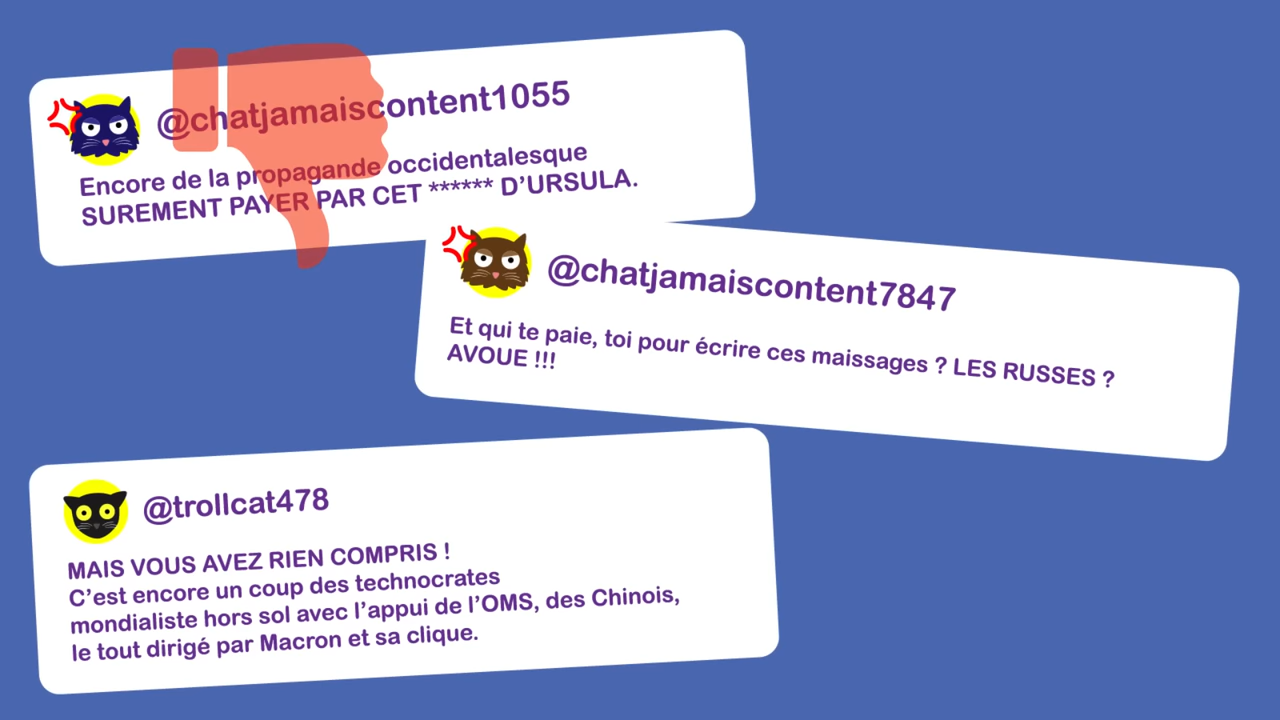 @chatjamaiscontent1055
Encore de la propagande occidentalesque
SUREMENT PAYER PAR CET ****** D’URSULA.
@chatjamaiscontent7847
Et qui te paie, toi pour écrire ces maissages ? LES RUSSES ?
AVOUE !!!
@trollcat478
MAIS VOUS AVEZ RIEN COMPRIS !
C’est encore un coup des technocrates
mondialiste hors sol avec l’appui de l’OMS, des Chinois,
le tout dirigé par Macron et sa clique.